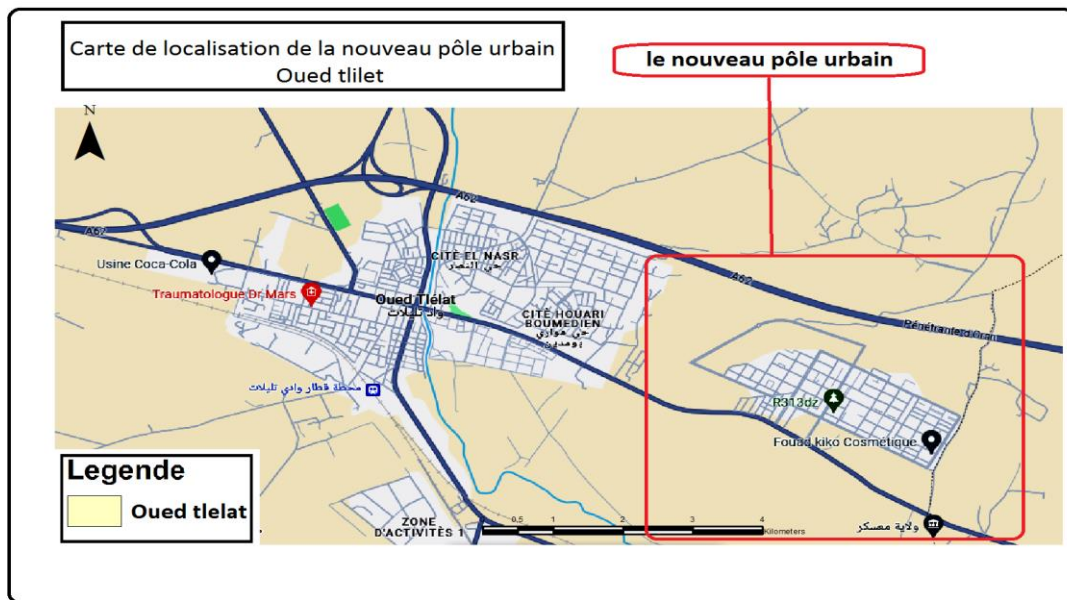 Carte de localisation de la nouveau pôle urbain
Oued tlilet
le nouveau pôle urbain
N
A62
A62
A62
Usine Coca-Cola
Traumatologue Dr Mars
CITÉ EL NASR
حي النصر
Oued Tlélat
واد تليلات
CITÉ HOUARI
BOUMEDIEN
حي هواري
بومدين
محطة قطار وادي تليلات
R313dz
Fouad kiko Cosmétique
ولاية معسكر
ZONE
D'ACTIVITÉS 1
0.5 1 2 3 4
Kilometers
Legende
Oued tlelat